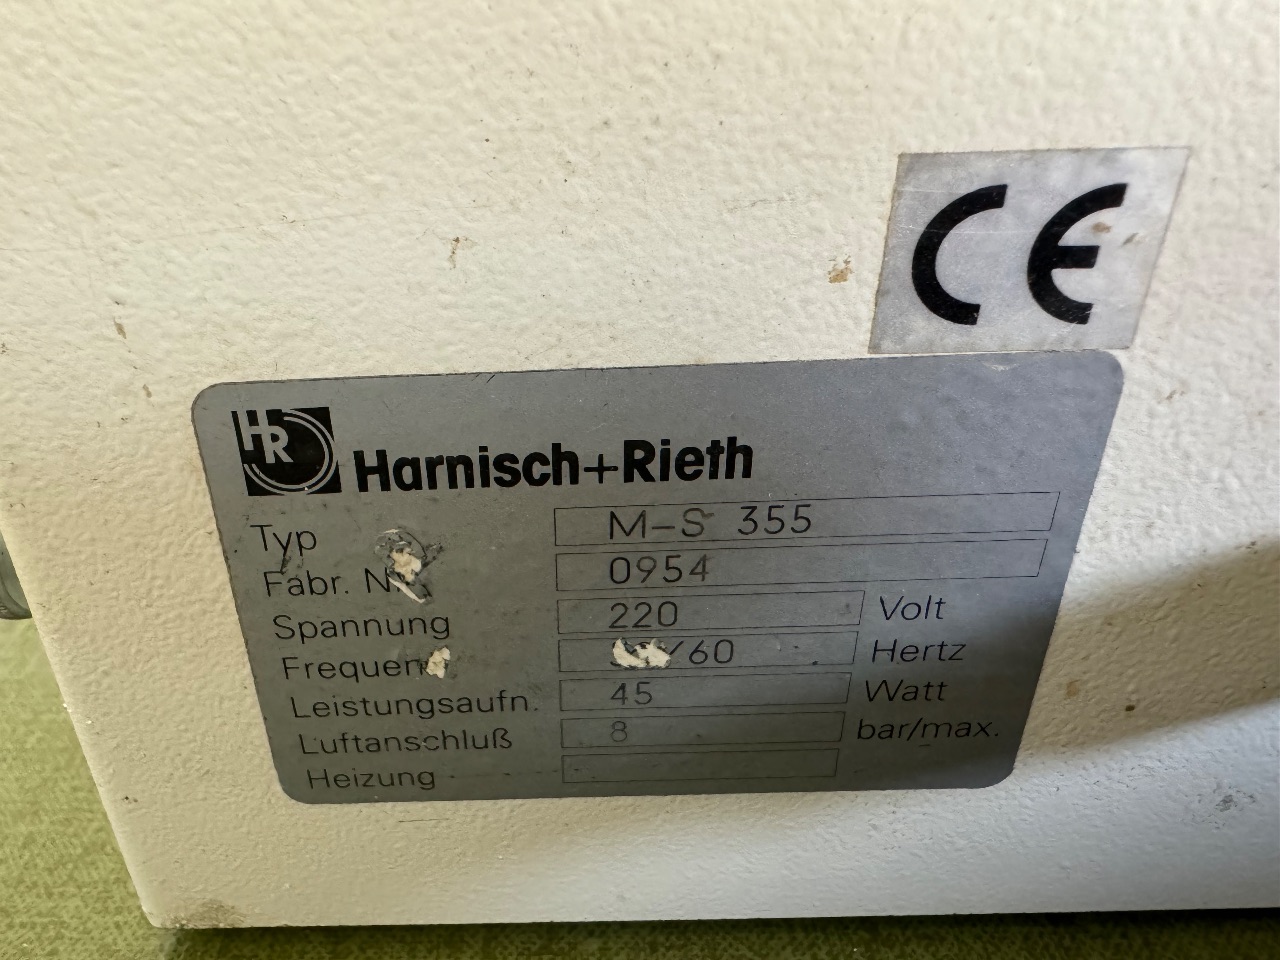 CE
HR Harnisch+Rieth
Typ M-S 355
Fabr. 0954
Spannung 220 Volt
/60 Hertz
Leistungsaufn. 45 Watt
Luftanschluß 8 bar/max.
Heizung